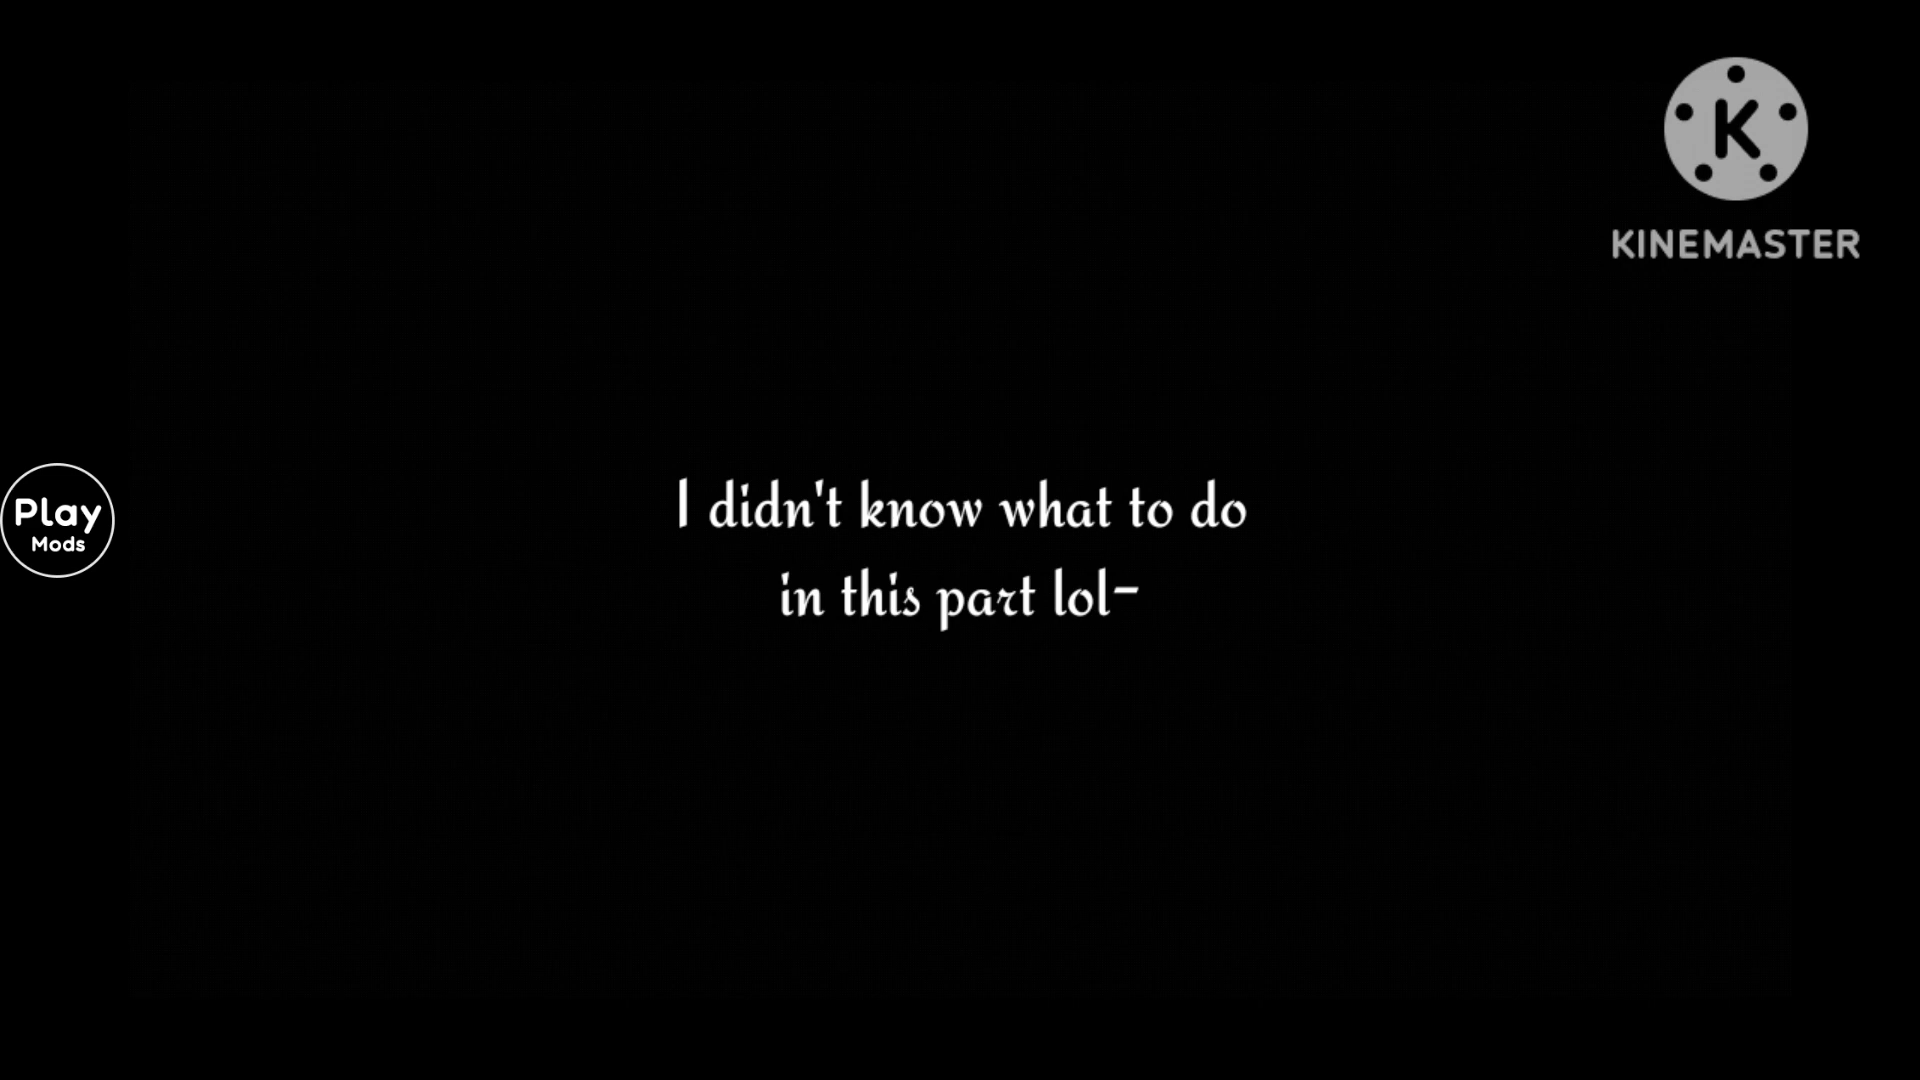 KINEMASTER
Play
Mods
I didn't know what to do
in this part lol-